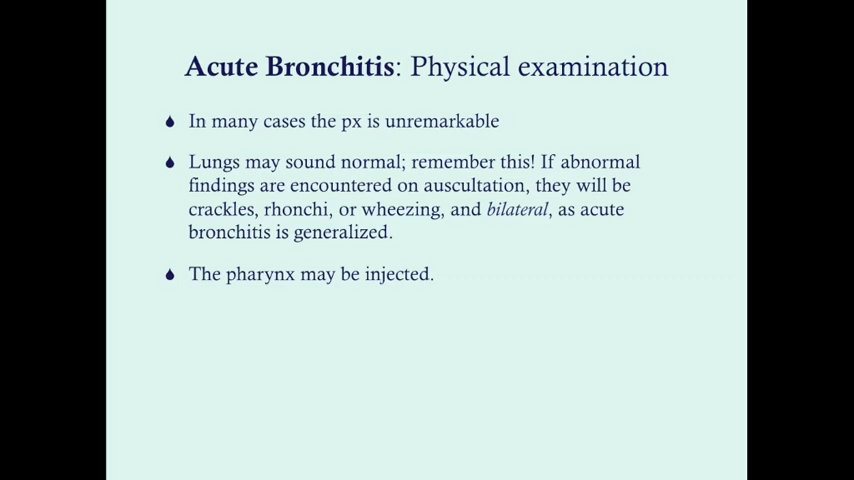 Acute Bronchitis: Physical examination
In many cases the px is unremarkable
Lungs may sound normal; remember this! If abnormal
findings are encountered on auscultation, they will be
crackles, rhonchi, or wheezing, and bilateral, as acute
bronchitis is generalized.
The pharynx may be injected.